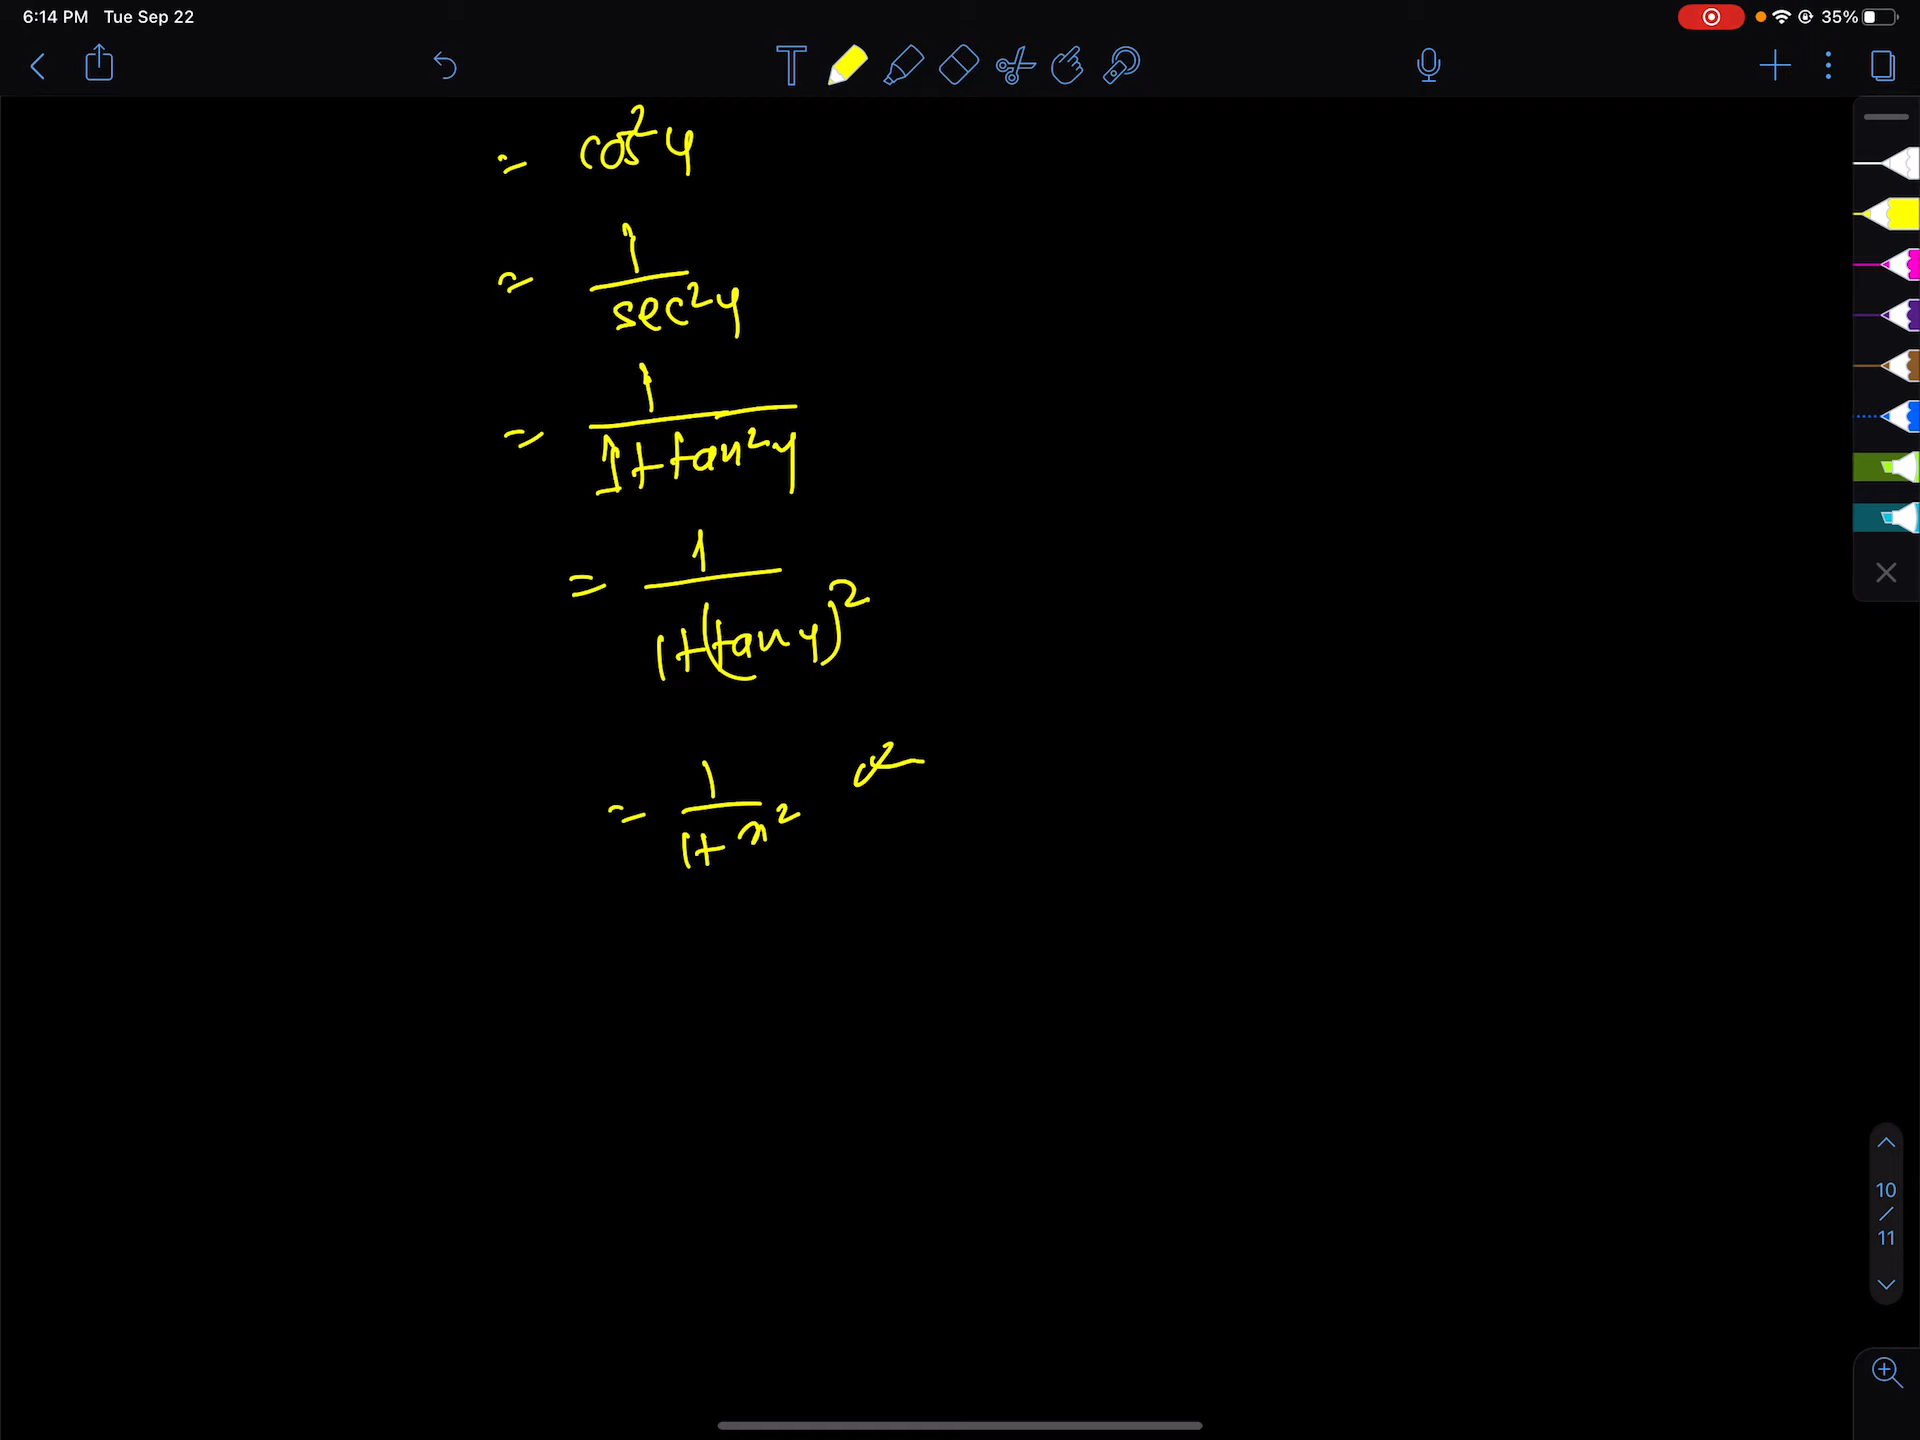 6:14 PM Tue Sep 22
35%
= cos²y
= 1/sec²y
= 1/1+tan²y
= 1/1+(tan y)²
= 1/1+x²
10
/
11